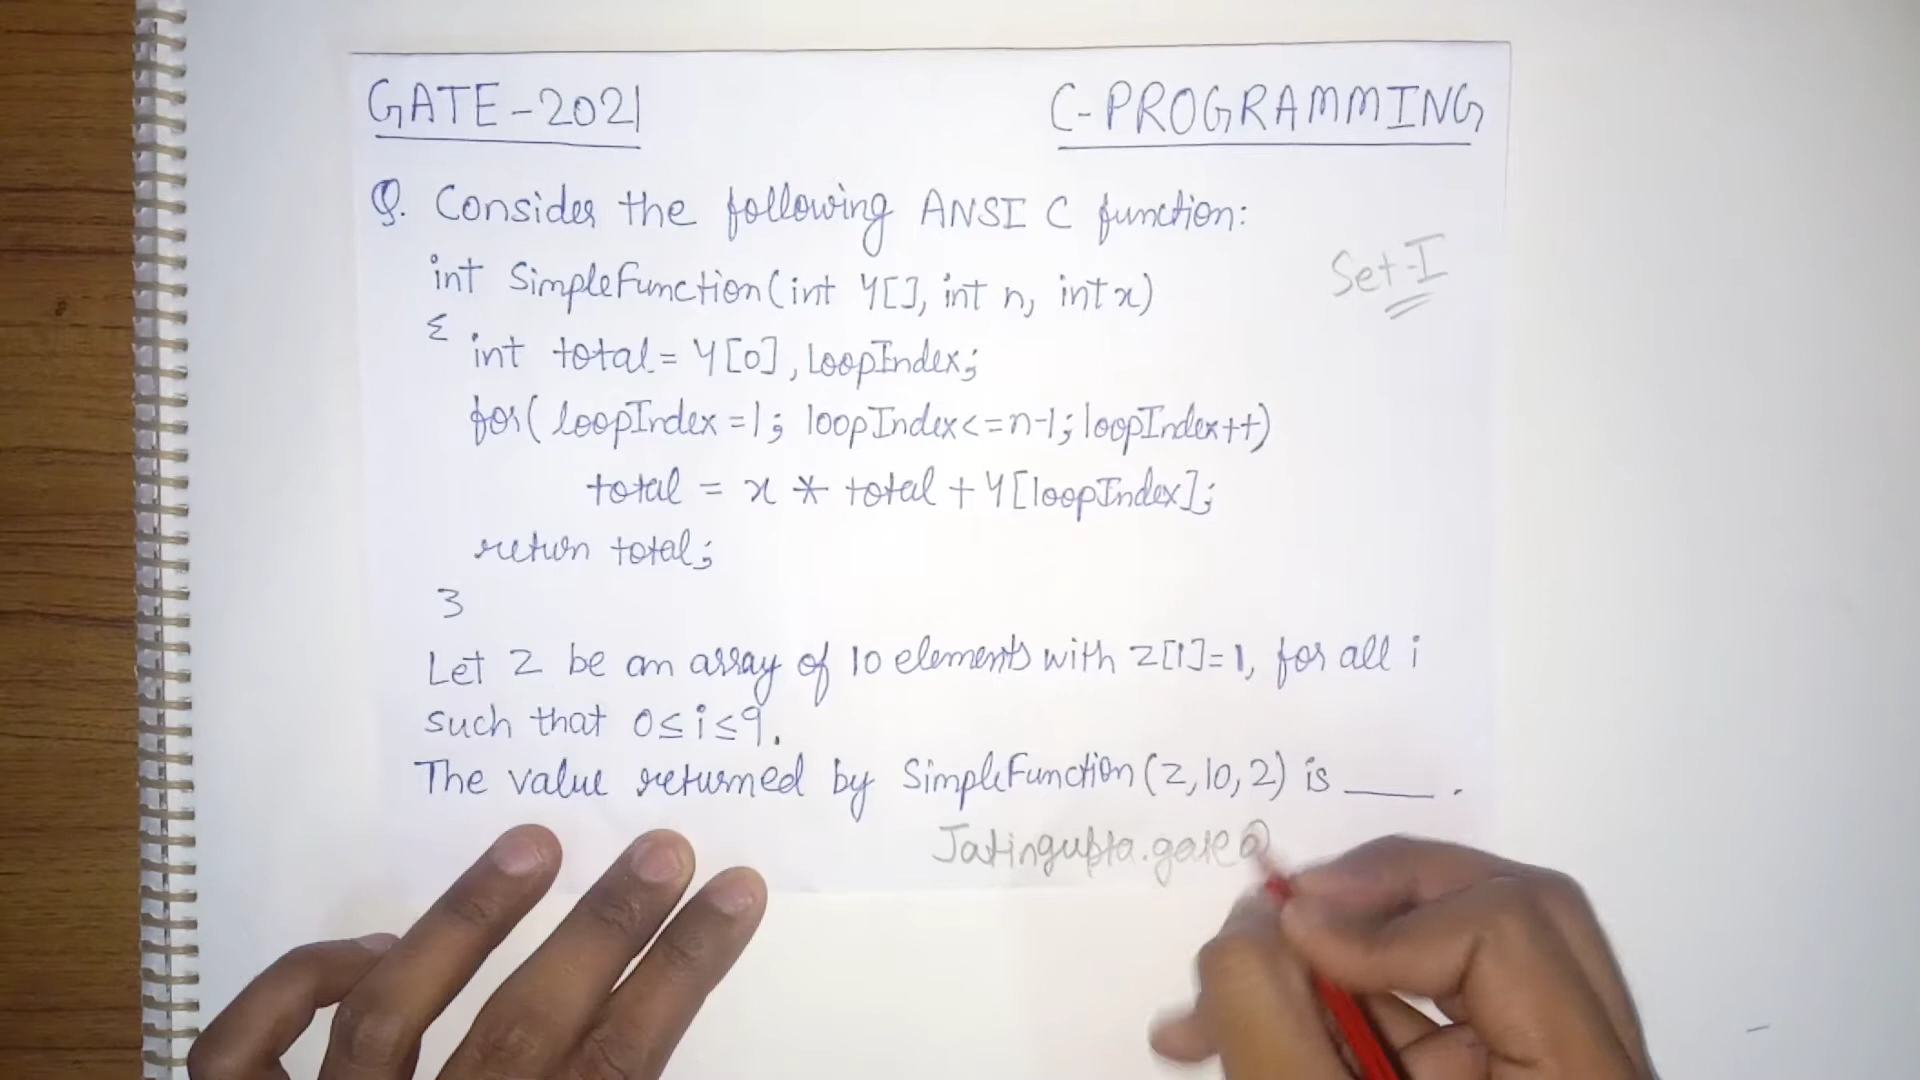 GATE-2021
C-PROGRAMMING
Q. Consider the following ANSI C function:
Set-I
int SimpleFunction(int Y[], int n, int x)
{
int total = Y[0], LoopIndex;
for( loopIndex =1; loopIndex<=n-1; loopIndex++)
total = x * total + Y[loopIndex];
return total;
}
Let Z be an array of 10 elements with Z[i]=1, for all i
such that 0≤i≤9.
The value returned by SimpleFunction(Z,10,2) is ____.
Jatingupta.gate@